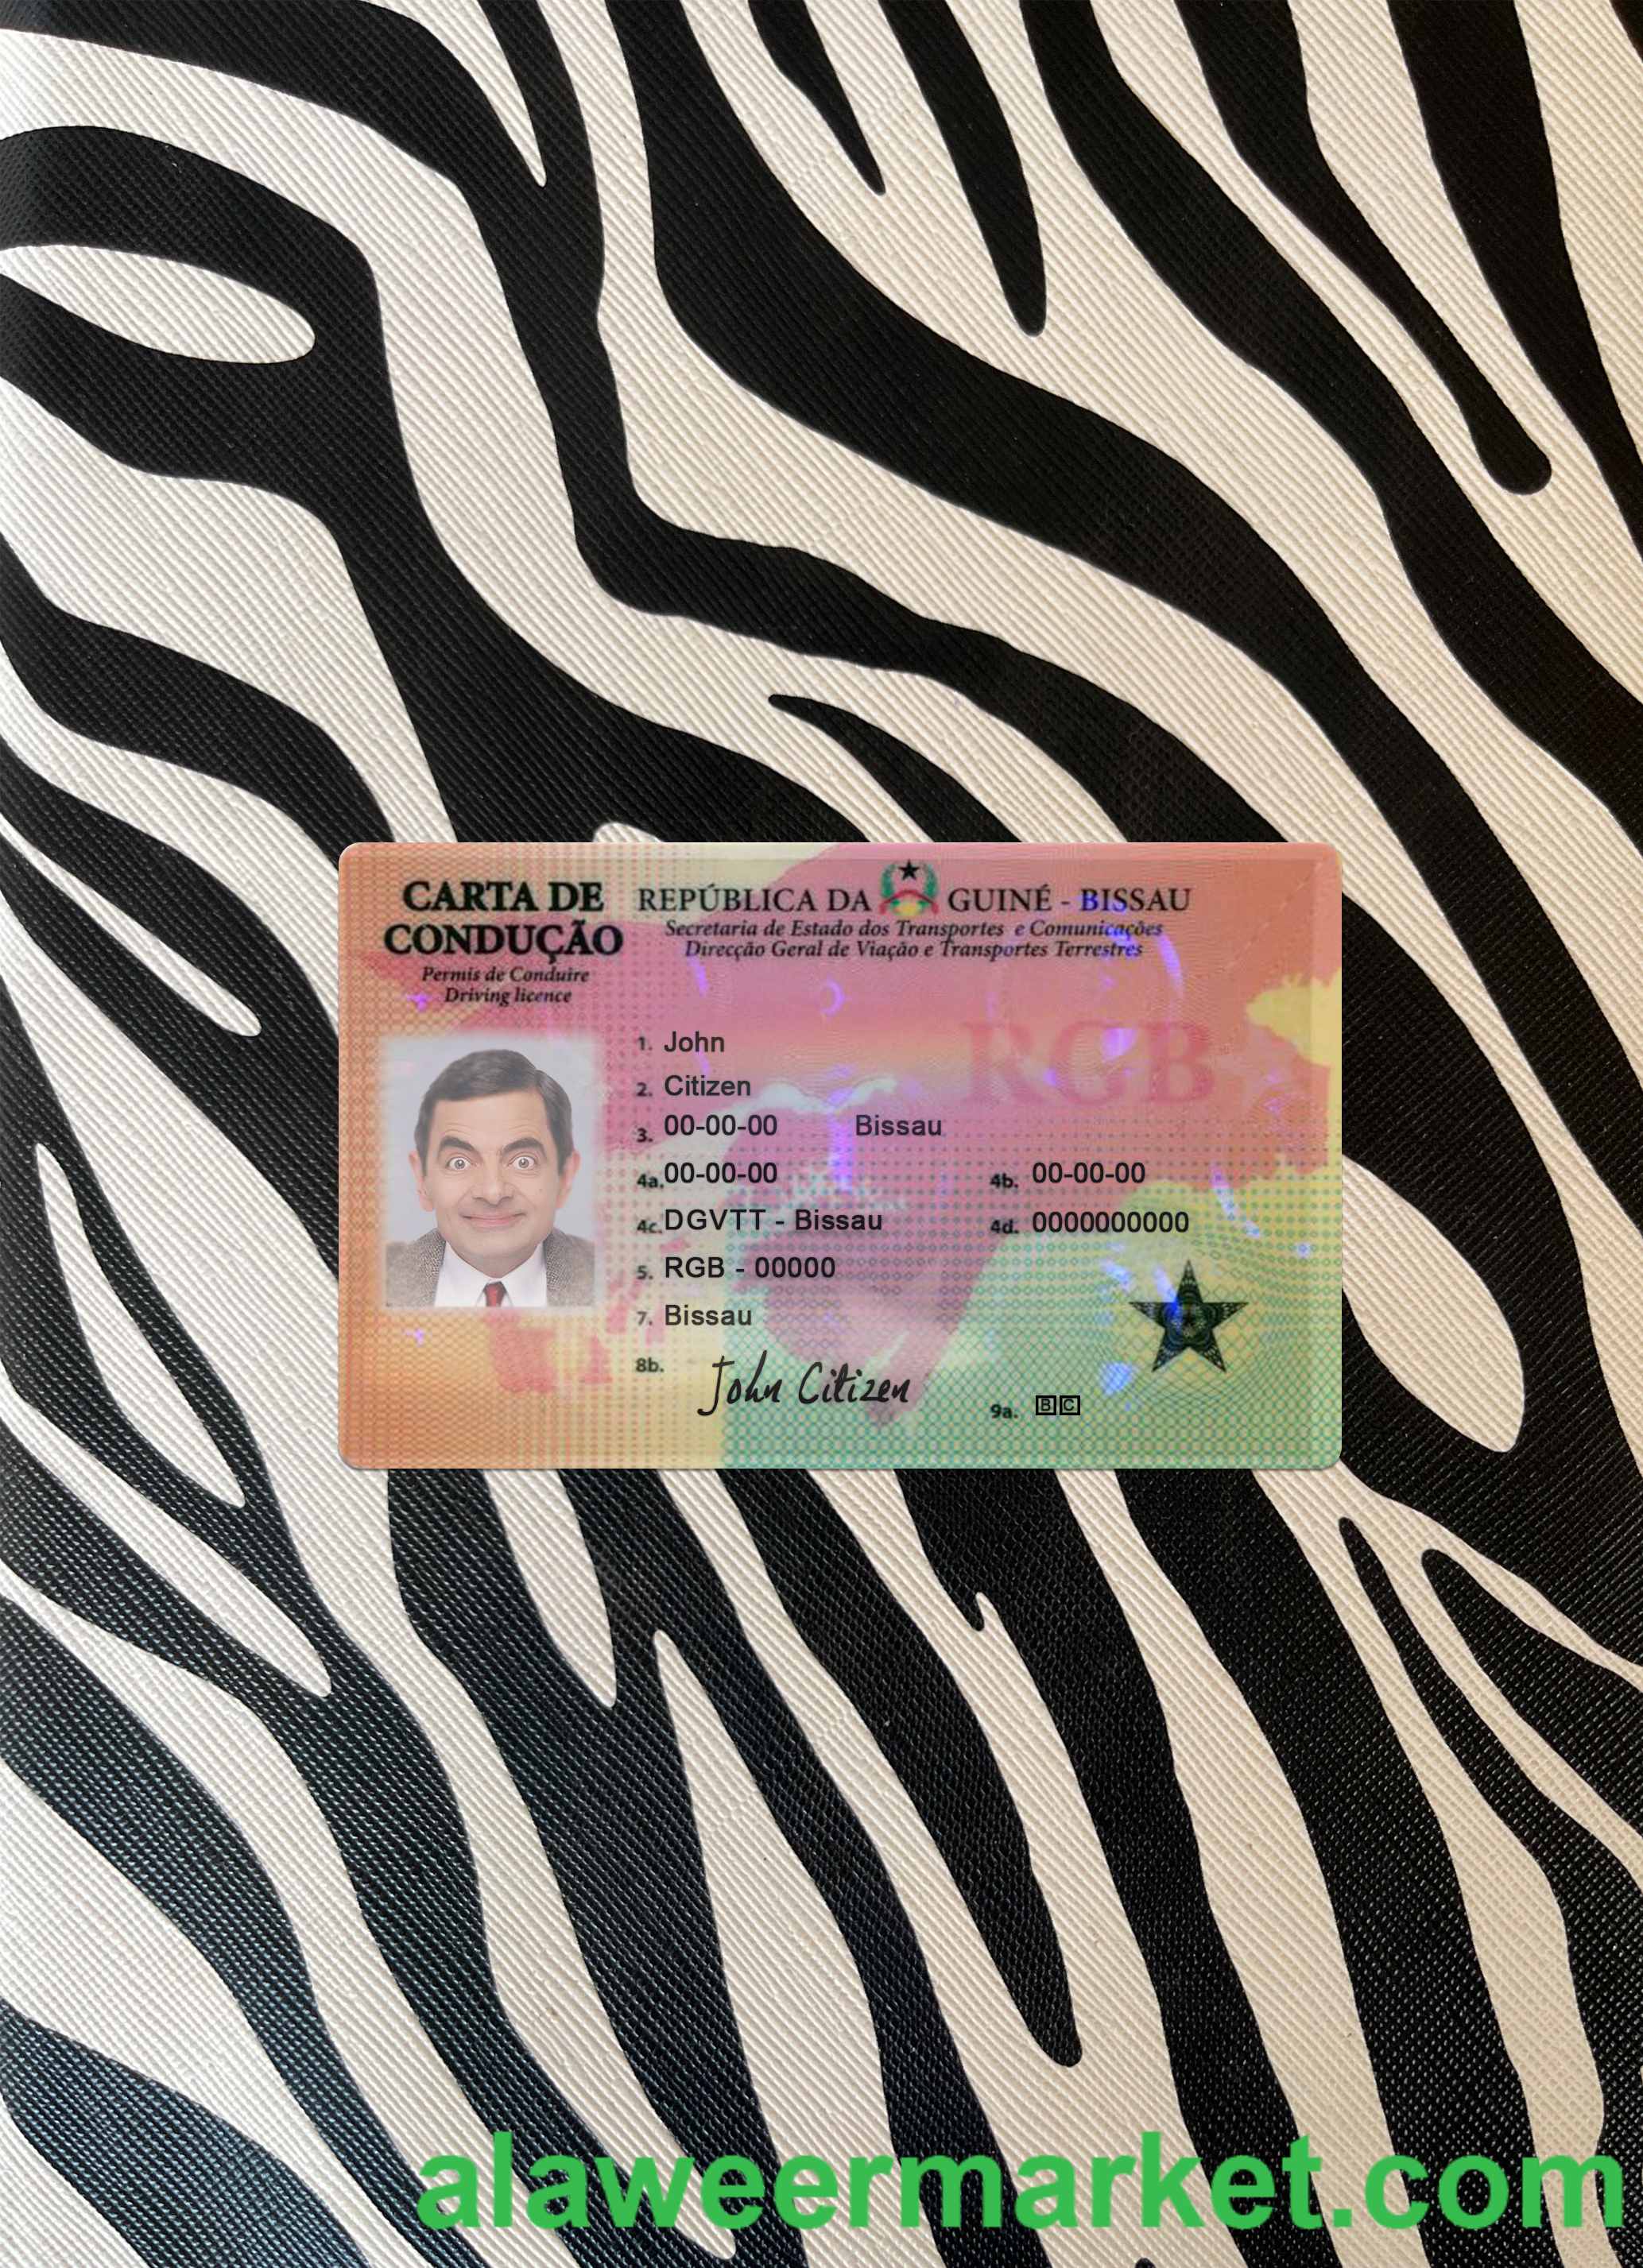 CARTA DE CONDUÇÃO
Permis de Conduire
Driving licence
REPÚBLICA DA GUINÉ - BISSAU
Secretaria de Estado dos Transportes e Comunicações
Direcção Geral de Viação e Transportes Terrestres
RGB
1. John
2. Citizen
3. 00-00-00 Bissau
4a. 00-00-00 4b. 00-00-00
4c. DGVTT - Bissau 4d. 0000000000
5. RGB - 00000
7. Bissau
8b. John Citizen
9a. B C
alaweermarket.com